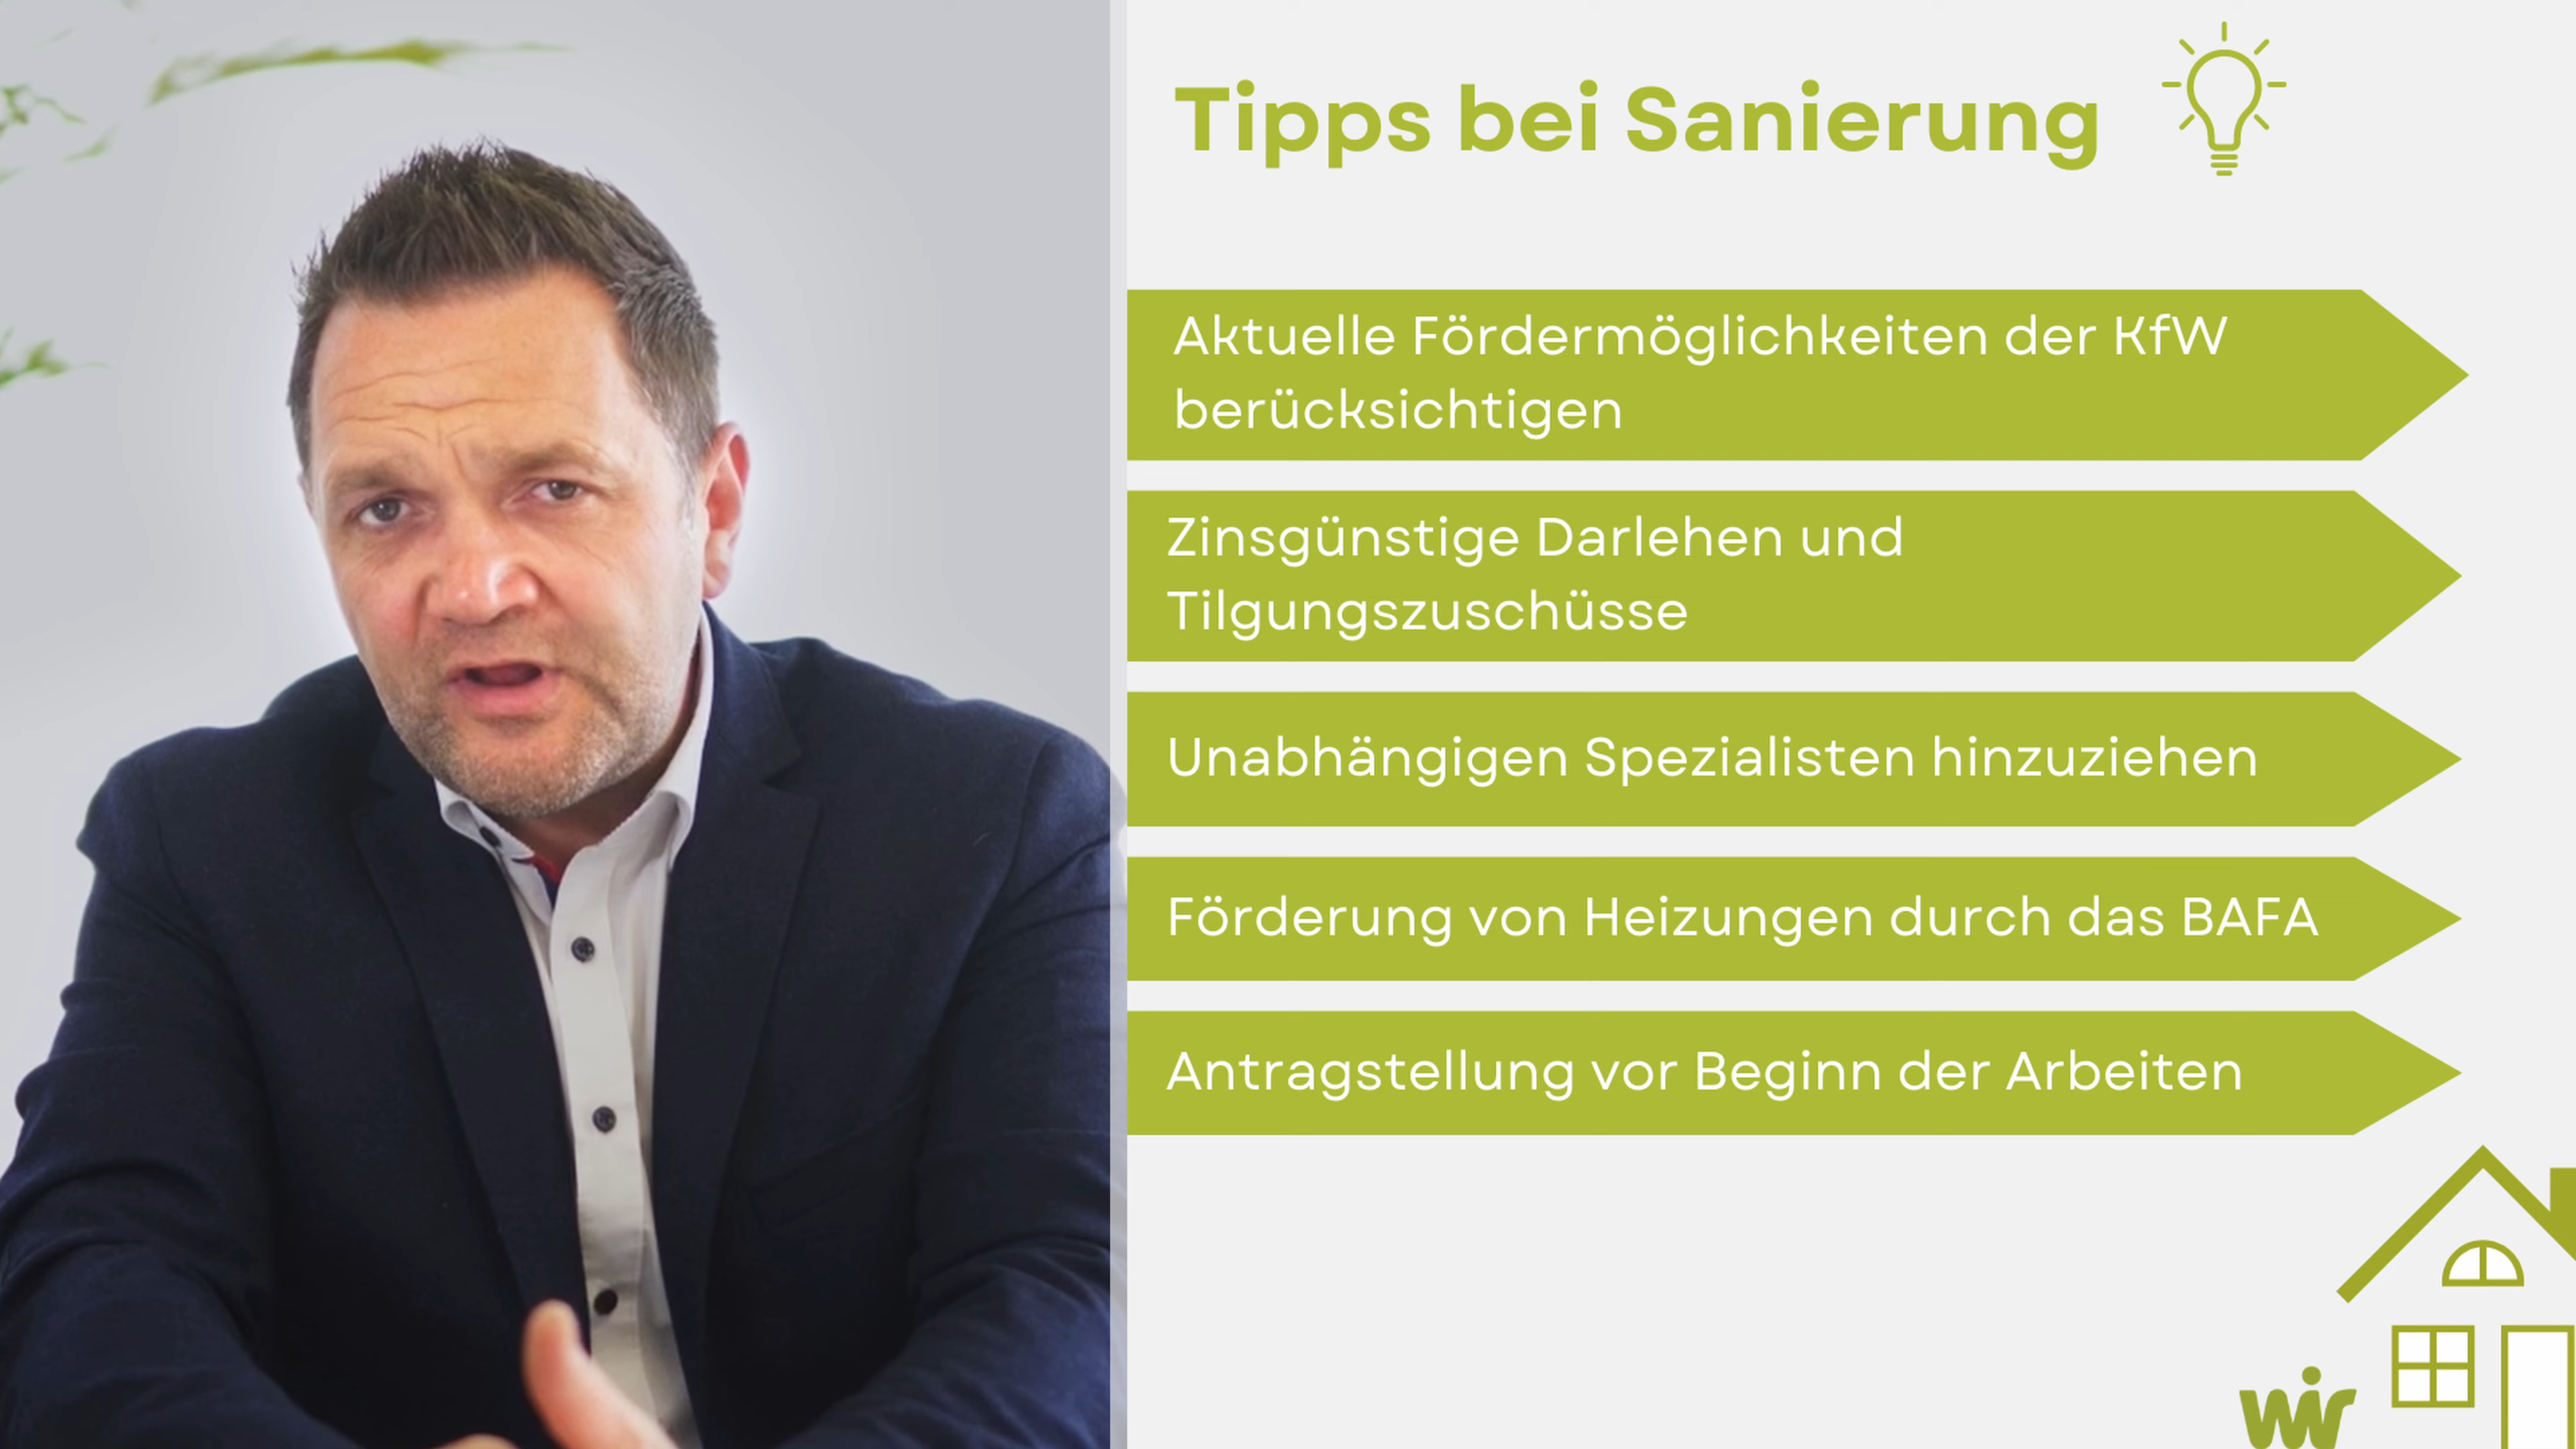 Tipps bei Sanierung
Aktuelle Fördermöglichkeiten der KfW
berücksichtigen
Zinsgünstige Darlehen und
Tilgungszuschüsse
Unabhängigen Spezialisten hinzuziehen
Förderung von Heizungen durch das BAFA
Antragstellung vor Beginn der Arbeiten
wir